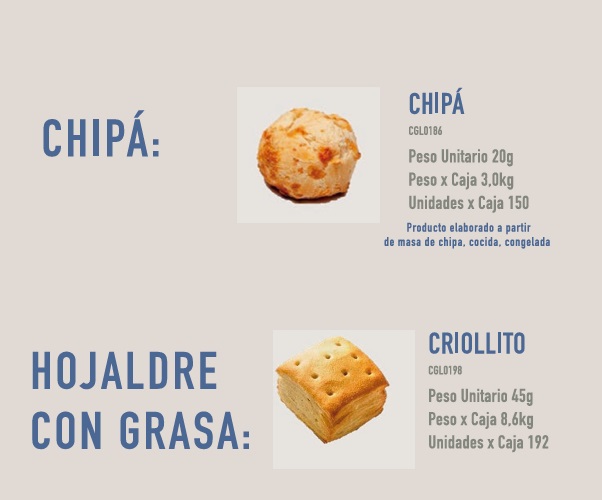 CHIPÁ:
CHIPÁ
CGL0186
Peso Unitario 20g
Peso x Caja 3,0kg
Unidades x Caja 150
Producto elaborado a partir
de masa de chipa, cocida, congelada
HOJALDRE
CON GRASA:
CRIOLLITO
CGL0198
Peso Unitario 45g
Peso x Caja 8,6kg
Unidades x Caja 192